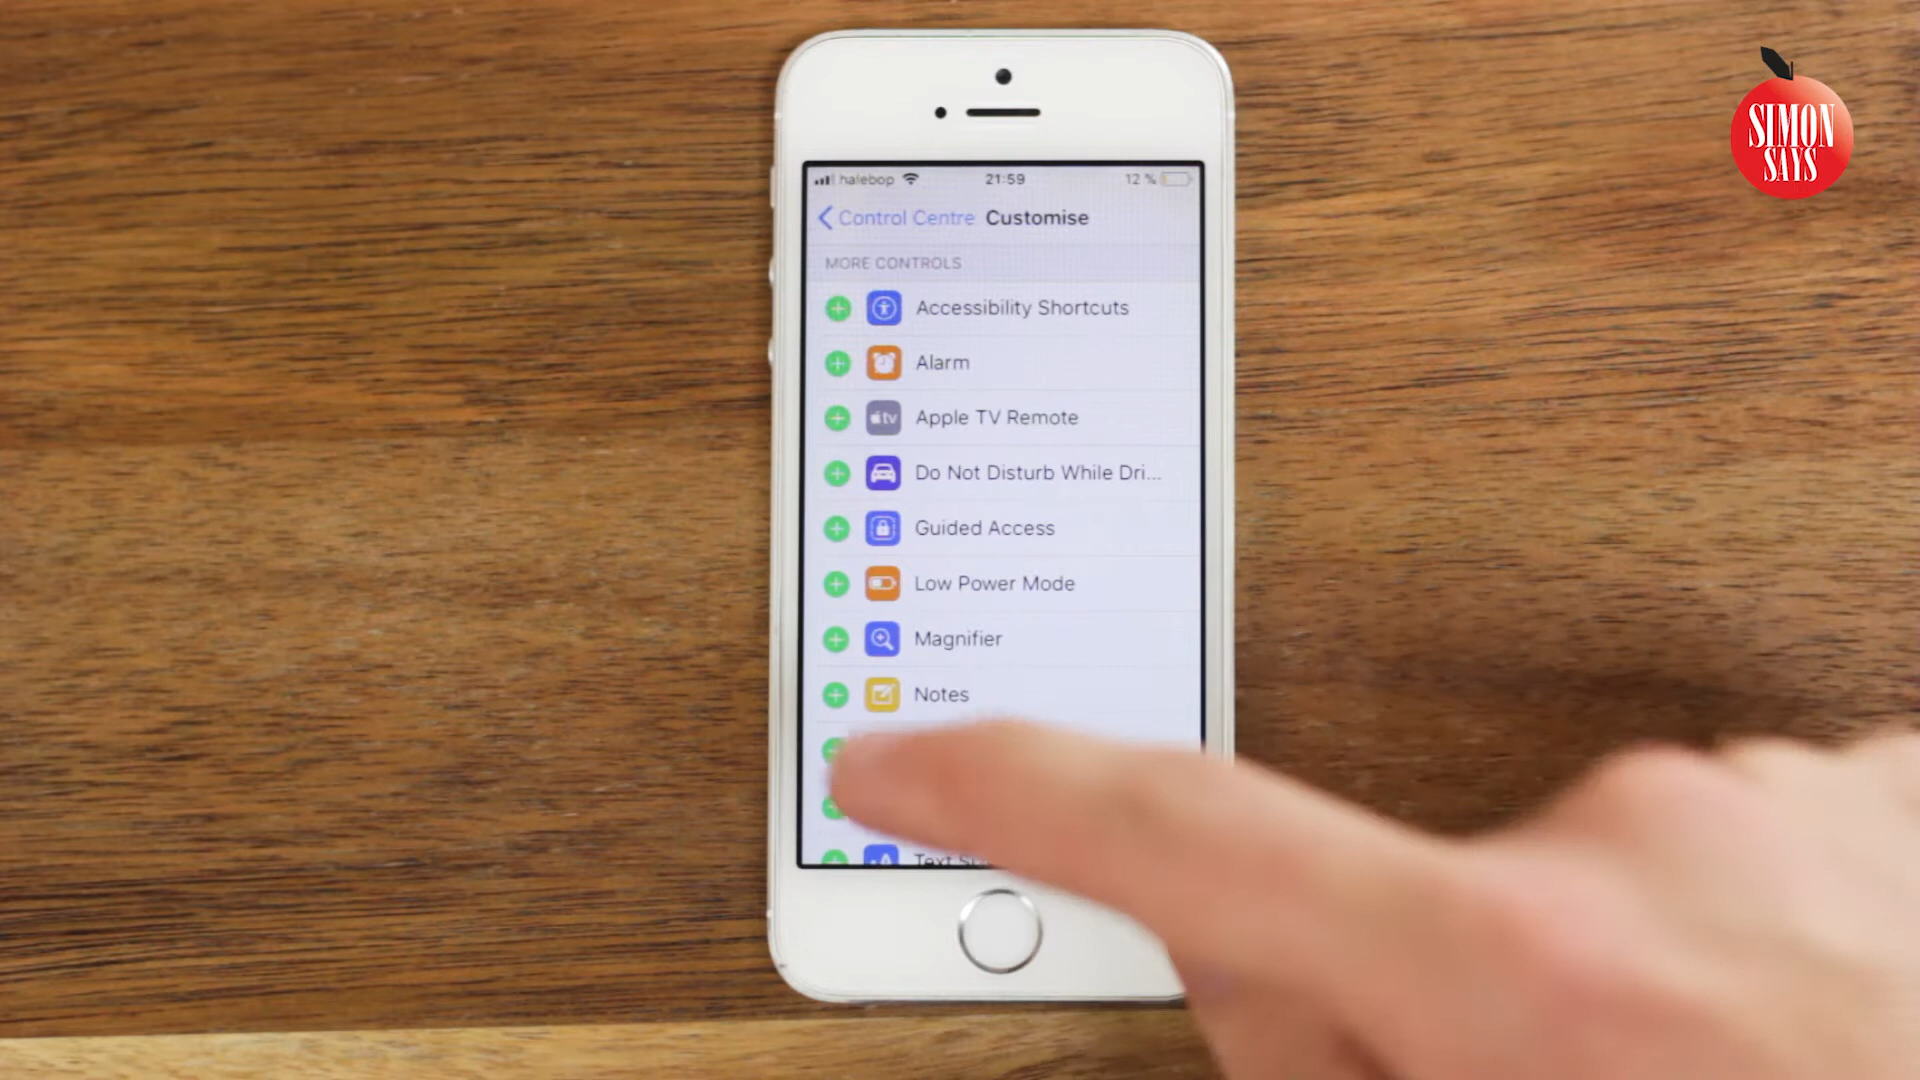 SIMON
SAYS
halebop 21:59 12 %
Control Centre Customise
MORE CONTROLS
Accessibility Shortcuts
Alarm
tv Apple TV Remote
Do Not Disturb While Dri...
Guided Access
Low Power Mode
Magnifier
Notes
Text